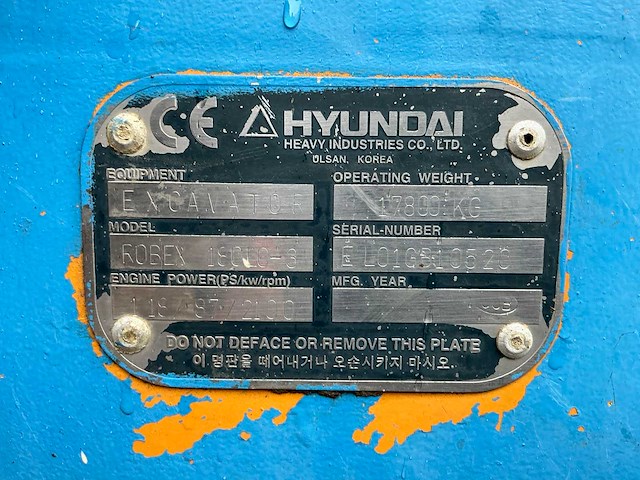 CE HYUNDAI
HEAVY INDUSTRIES CO., LTD.
ULSAN, KOREA
EQUIPMENT OPERATING WEIGHT
EXCAVATOR 17800 KG
MODEL SERIAL-NUMBER
ROBEX
ENGINE POWER(PS/kw/rpm) MFG. YEAR
DO NOT DEFACE OR REMOVE THIS PLATE
이 명판을 떼어내거나 오손시키지 마시오.